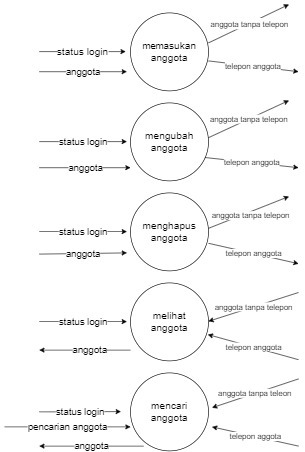 anggota tanpa telepon
status login
memasukan
anggota
anggota
telepon anggota
anggota tanpa telepon
status login
mengubah
anggota
anggota
telepon anggota
anggota tanpa telepon
status login
menghapus
anggota
anggota
telepon anggota
anggota tanpa telepon
status login
melihat
anggota
anggota
telepon anggota
anggota tanpa teleon
status login
mencari
anggota
pencarian anggota
anggota
telepon aggota